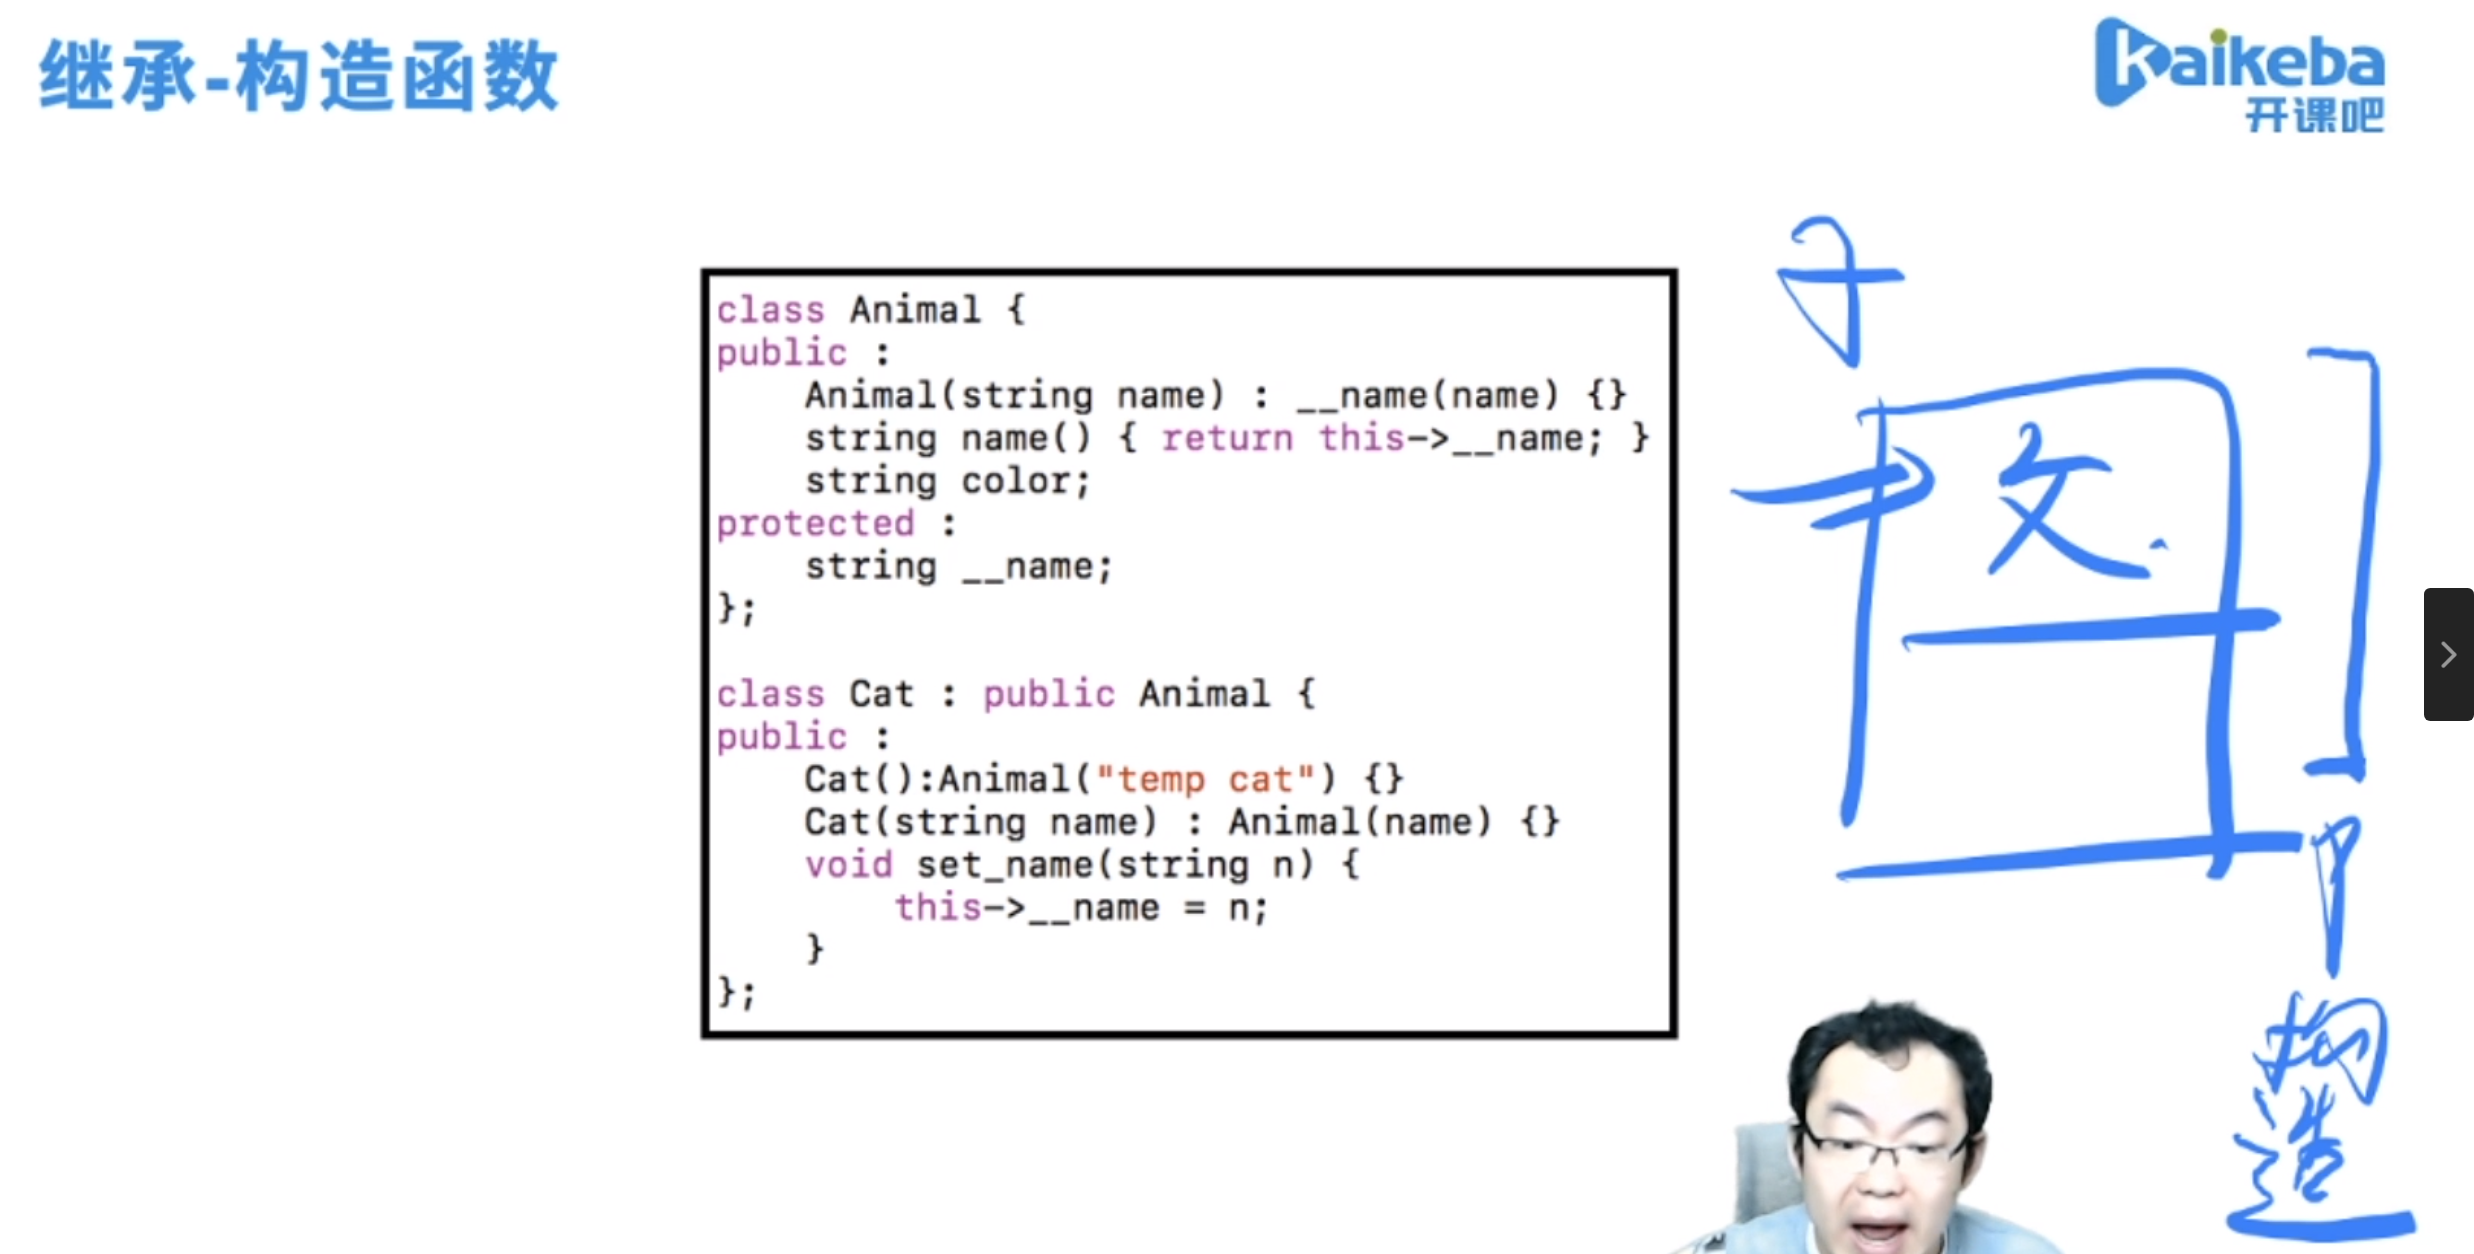 继承-构造函数
kaikeba
开课吧
class Animal {
public :
    Animal(string name) : __name(name) {}
    string name() { return this->__name; }
    string color;
protected :
    string __name;
};
class Cat : public Animal {
public :
    Cat():Animal("temp cat") {}
    Cat(string name) : Animal(name) {}
    void set_name(string n) {
        this->__name = n;
    }
};
子
父
构
造